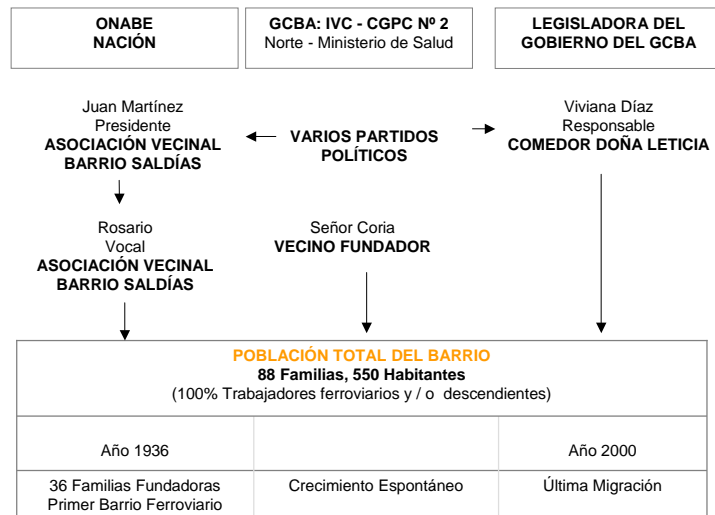 ONABE
NACIÓN
GCBA: IVC - CGPC Nº 2
Norte - Ministerio de Salud
LEGISLADORA DEL
GOBIERNO DEL GCBA
Juan Martínez
Presidente
ASOCIACIÓN VECINAL
BARRIO SALDÍAS
VARIOS PARTIDOS
POLÍTICOS
Viviana Díaz
Responsable
COMEDOR DOÑA LETICIA
Rosario
Vocal
ASOCIACIÓN VECINAL
BARRIO SALDÍAS
Señor Coria
VECINO FUNDADOR
POBLACIÓN TOTAL DEL BARRIO
88 Familias, 550 Habitantes
(100% Trabajadores ferroviarios y / o descendientes)
Año 1936
Año 2000
36 Familias Fundadoras
Primer Barrio Ferroviario
Crecimiento Espontáneo
Última Migración